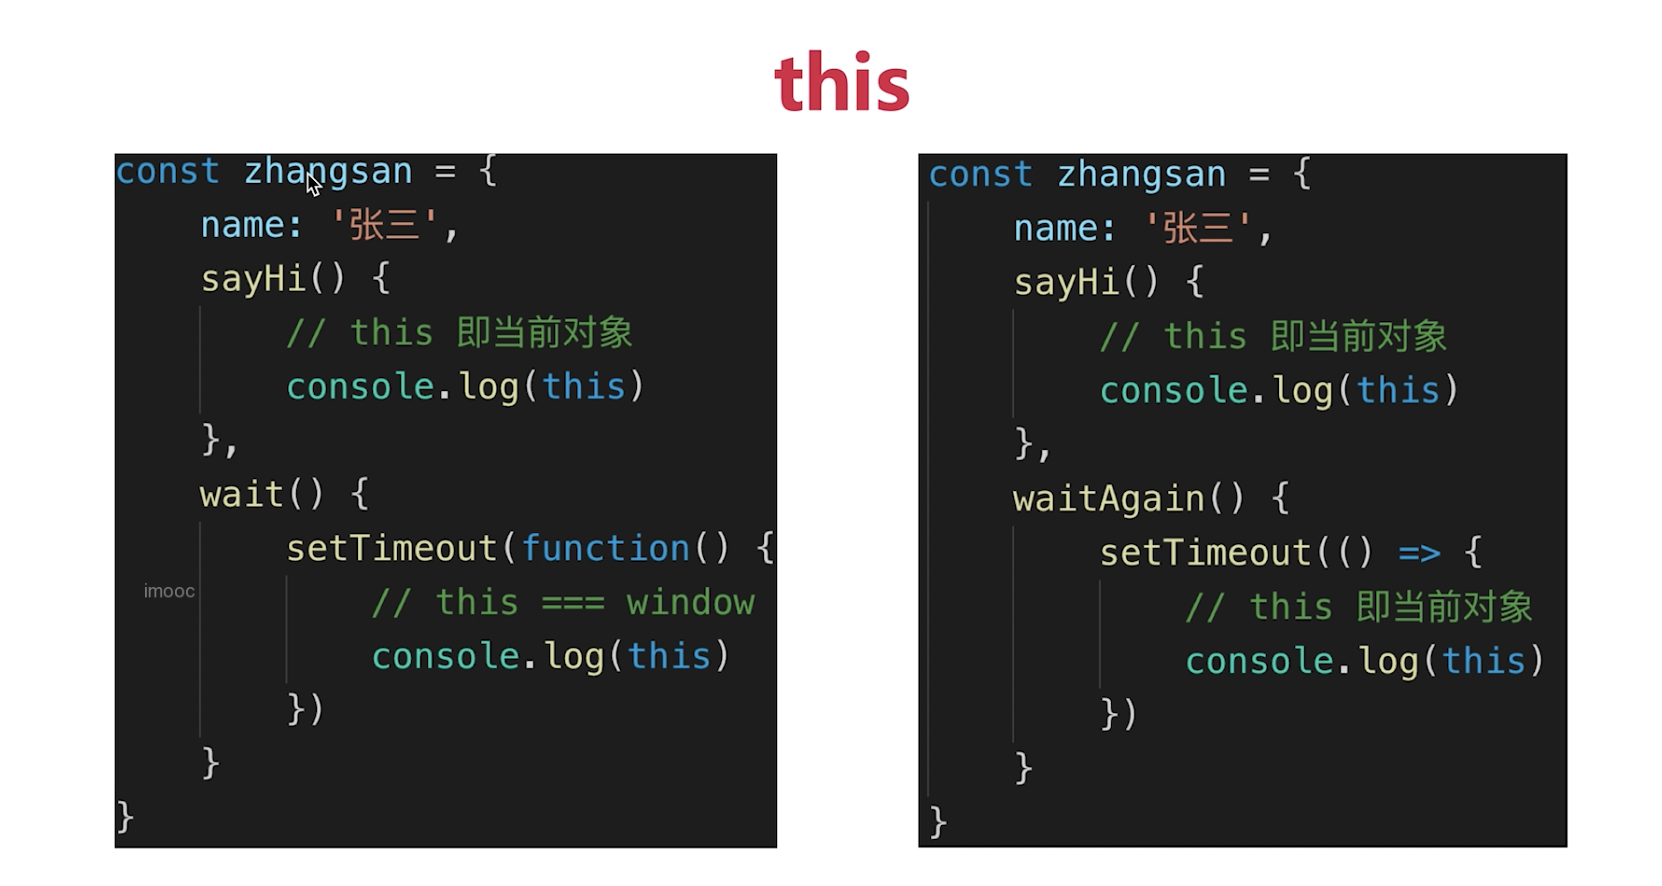 this
const zhangsan = {
name: '张三',
sayHi() {
// this 即当前对象
console.log(this)
},
wait() {
setTimeout(function() {
// this === window
console.log(this)
})
}
}
imooc
const zhangsan = {
name: '张三',
sayHi() {
// this 即当前对象
console.log(this)
},
waitAgain() {
setTimeout(() => {
// this 即当前对象
console.log(this)
})
}
}